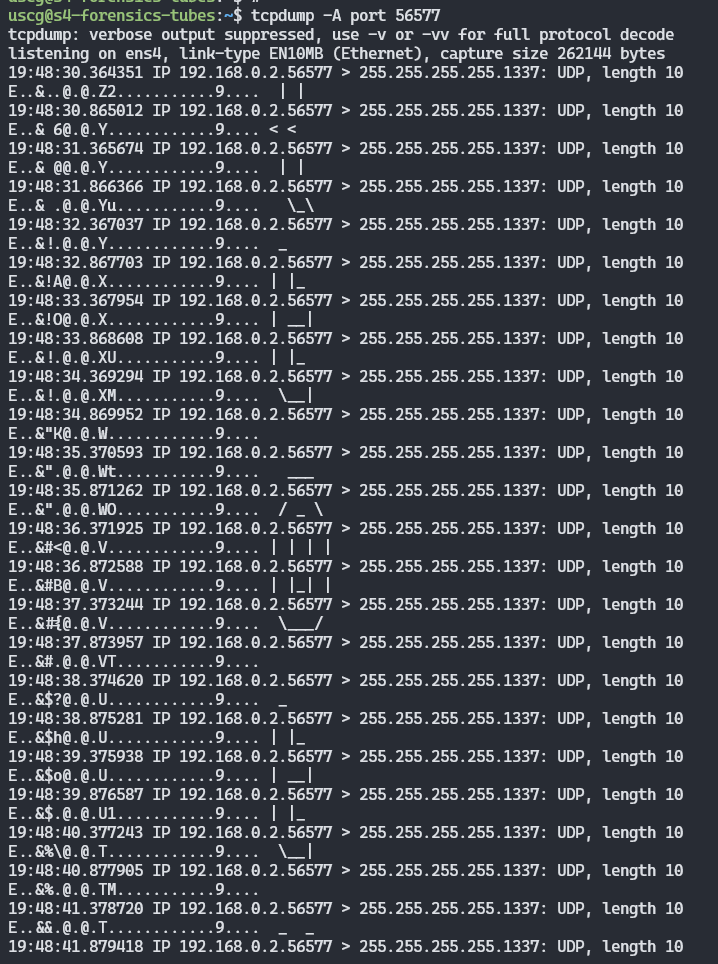 uscg@s4-forensics-tubes:~$ #
uscg@s4-forensics-tubes:~$ tcpdump -A port 56577
tcpdump: verbose output suppressed, use -v or -vv for full protocol decode
listening on ens4, link-type EN10MB (Ethernet), capture size 262144 bytes
19:48:30.364351 IP 192.168.0.2.56577 > 255.255.255.255.1337: UDP, length 10
E..&..@.@.Z2...........9....  | |
19:48:30.865012 IP 192.168.0.2.56577 > 255.255.255.255.1337: UDP, length 10
E..& 6@.@.Y............9.... < <
19:48:31.365674 IP 192.168.0.2.56577 > 255.255.255.255.1337: UDP, length 10
E..& @@.@.Y............9....  | |
19:48:31.866366 IP 192.168.0.2.56577 > 255.255.255.255.1337: UDP, length 10
E..& .@.@.Yu...........9....   \_\
19:48:32.367037 IP 192.168.0.2.56577 > 255.255.255.255.1337: UDP, length 10
E..&!.@.@.Y............9....  _
19:48:32.867703 IP 192.168.0.2.56577 > 255.255.255.255.1337: UDP, length 10
E..&!A@.@.X............9.... | |_
19:48:33.367954 IP 192.168.0.2.56577 > 255.255.255.255.1337: UDP, length 10
E..&!O@.@.X............9.... | __|
19:48:33.868608 IP 192.168.0.2.56577 > 255.255.255.255.1337: UDP, length 10
E..&!.@.@.XU...........9.... | |_
19:48:34.369294 IP 192.168.0.2.56577 > 255.255.255.255.1337: UDP, length 10
E..&!.@.@.XM...........9....  \__|
19:48:34.869952 IP 192.168.0.2.56577 > 255.255.255.255.1337: UDP, length 10
E..&"K@.@.W............9....
19:48:35.370593 IP 192.168.0.2.56577 > 255.255.255.255.1337: UDP, length 10
E..&".@.@.Wt...........9....   ___
19:48:35.871262 IP 192.168.0.2.56577 > 255.255.255.255.1337: UDP, length 10
E..&".@.@.WO...........9....  / _ \
19:48:36.371925 IP 192.168.0.2.56577 > 255.255.255.255.1337: UDP, length 10
E..&#<@.@.V............9.... | | | |
19:48:36.872588 IP 192.168.0.2.56577 > 255.255.255.255.1337: UDP, length 10
E..&#B@.@.V............9.... | |_| |
19:48:37.373244 IP 192.168.0.2.56577 > 255.255.255.255.1337: UDP, length 10
E..&#{@.@.V............9....  \___/
19:48:37.873957 IP 192.168.0.2.56577 > 255.255.255.255.1337: UDP, length 10
E..&#.@.@.VT...........9....
19:48:38.374620 IP 192.168.0.2.56577 > 255.255.255.255.1337: UDP, length 10
E..&$?@.@.U............9....  _
19:48:38.875281 IP 192.168.0.2.56577 > 255.255.255.255.1337: UDP, length 10
E..&$h@.@.U............9.... | |_
19:48:39.375938 IP 192.168.0.2.56577 > 255.255.255.255.1337: UDP, length 10
E..&$o@.@.U............9.... | __|
19:48:39.876587 IP 192.168.0.2.56577 > 255.255.255.255.1337: UDP, length 10
E..&$.@.@.U1...........9.... | |_
19:48:40.377243 IP 192.168.0.2.56577 > 255.255.255.255.1337: UDP, length 10
E..&%\@.@.T............9....  \__|
19:48:40.877905 IP 192.168.0.2.56577 > 255.255.255.255.1337: UDP, length 10
E..&%.@.@.TM...........9....
19:48:41.378720 IP 192.168.0.2.56577 > 255.255.255.255.1337: UDP, length 10
E..&&.@.@.T............9....  _  _
19:48:41.879418 IP 192.168.0.2.56577 > 255.255.255.255.1337: UDP, length 10